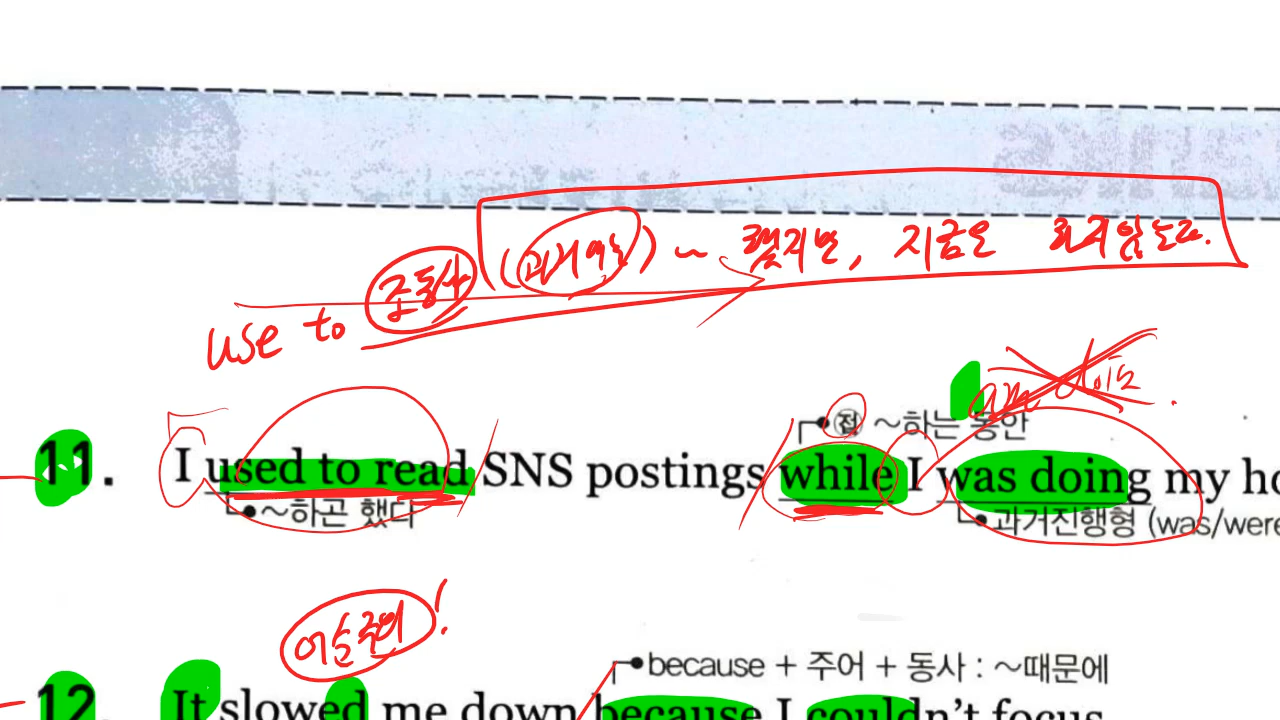 use to 조동사 (과거에는) ~ 했지만, 지금은 하지않는다.
접 ~하는 동안
11. I used to read SNS postings while I was doing my ho
~하곤 했다 과거진행형 (was/were
어순주의!
because + 주어 + 동사 : ~때문에
12. It slowed me down because I couldn't focus